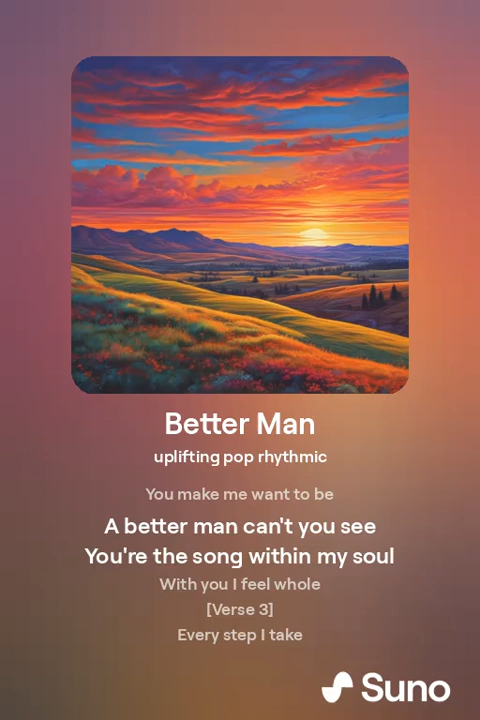 Better Man
uplifting pop rhythmic
You make me want to be
A better man can't you see
You're the song within my soul
With you I feel whole
[Verse 3]
Every step I take
Suno